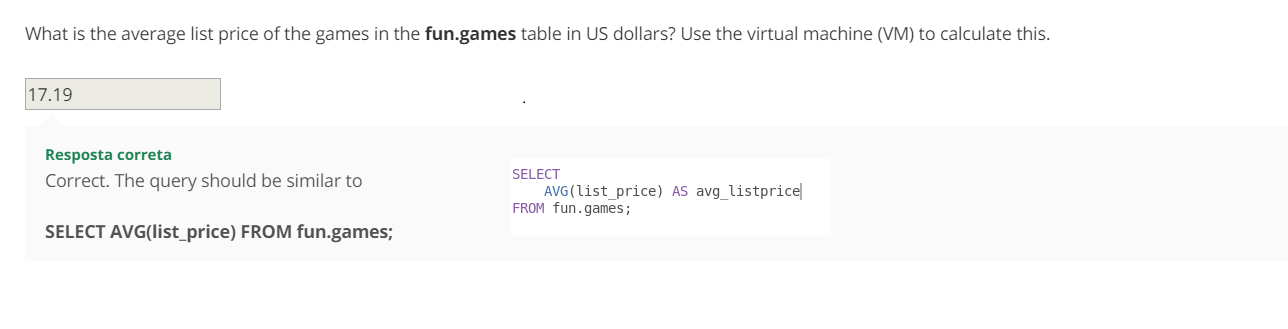 What is the average list price of the games in the fun.games table in US dollars? Use the virtual machine (VM) to calculate this.
17.19
.
Resposta correta
Correct. The query should be similar to
SELECT AVG(list_price) FROM fun.games;
SELECT
AVG(list_price) AS avg_listprice
FROM fun.games;